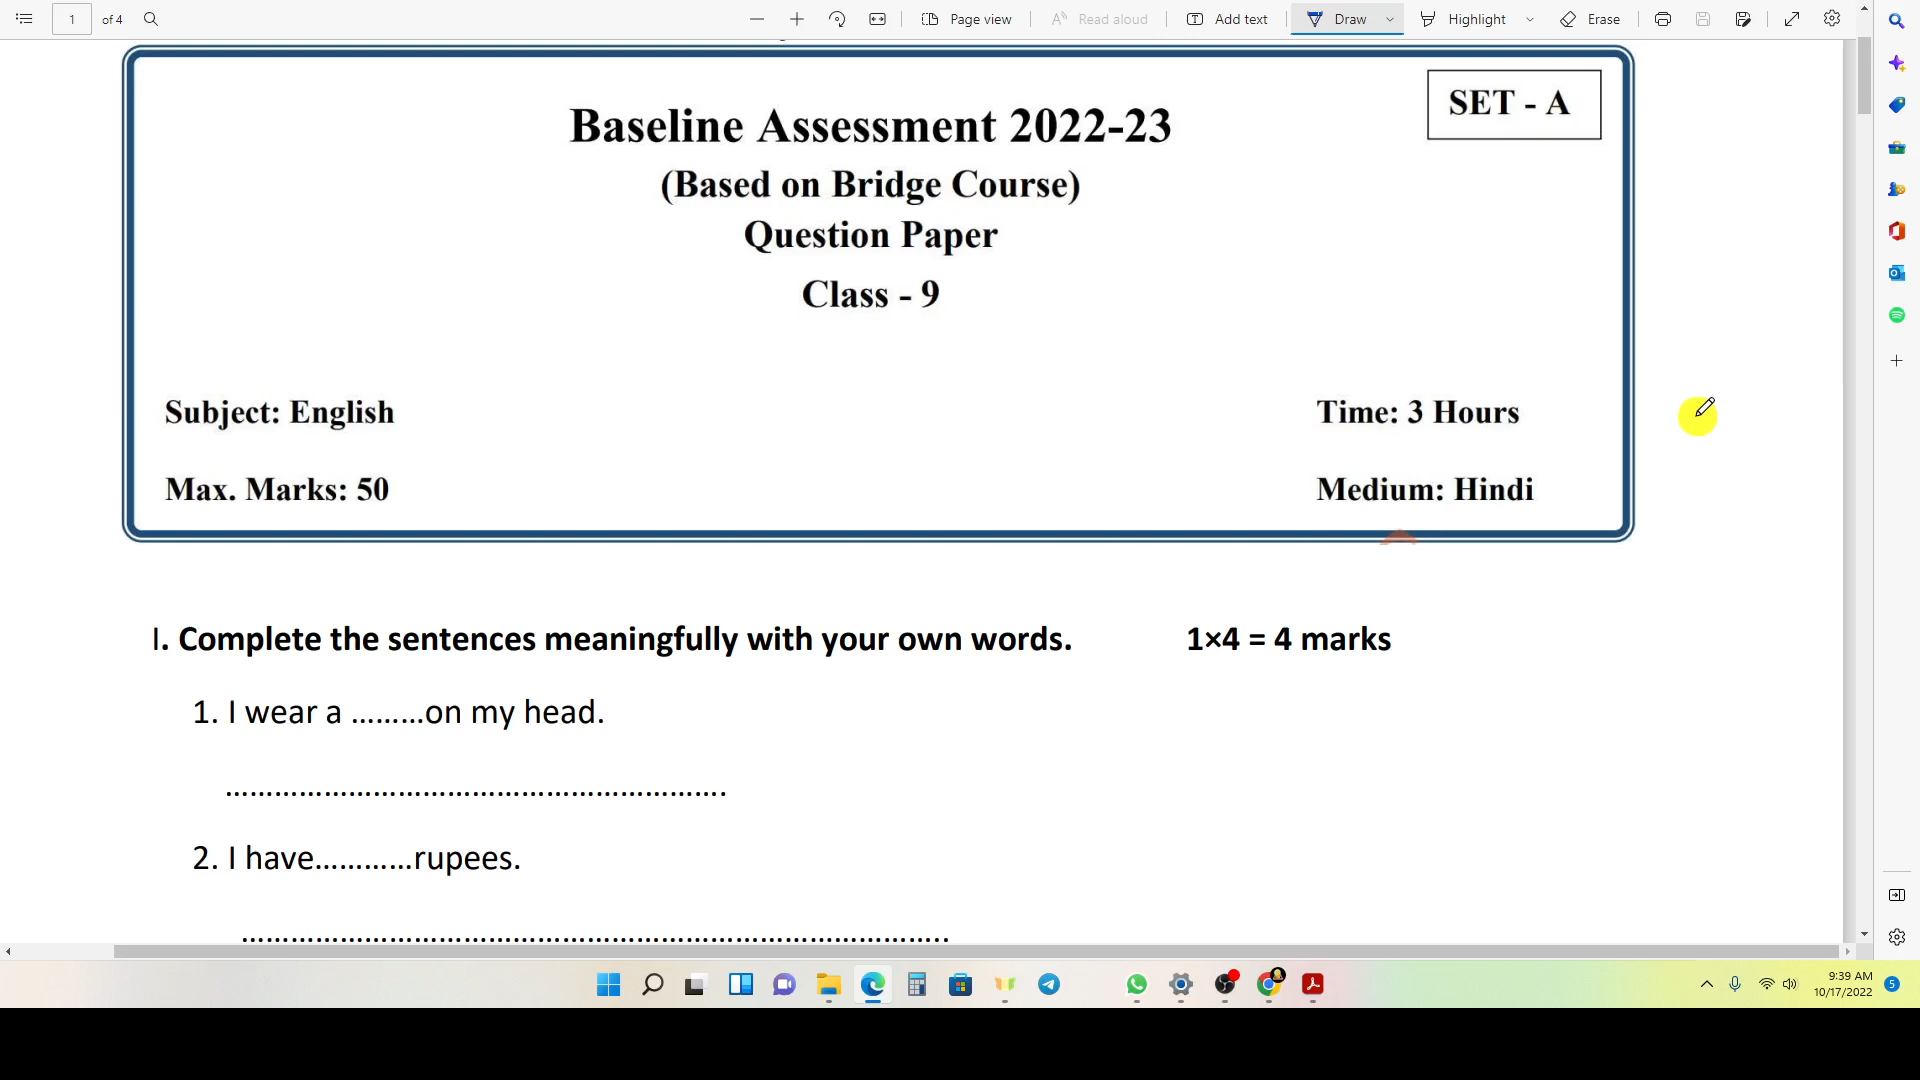 1 of 4 Page view Read aloud Add text Draw Highlight Erase
SET - A
Baseline Assessment 2022-23
(Based on Bridge Course)
Question Paper
Class - 9
Subject: English Time: 3 Hours
Max. Marks: 50 Medium: Hindi
I. Complete the sentences meaningfully with your own words. 1×4 = 4 marks
1. I wear a ………on my head.
…………………………………………………….
2. I have…………rupees.
…………………………………………………………………………..
9:39 AM
10/17/2022 5